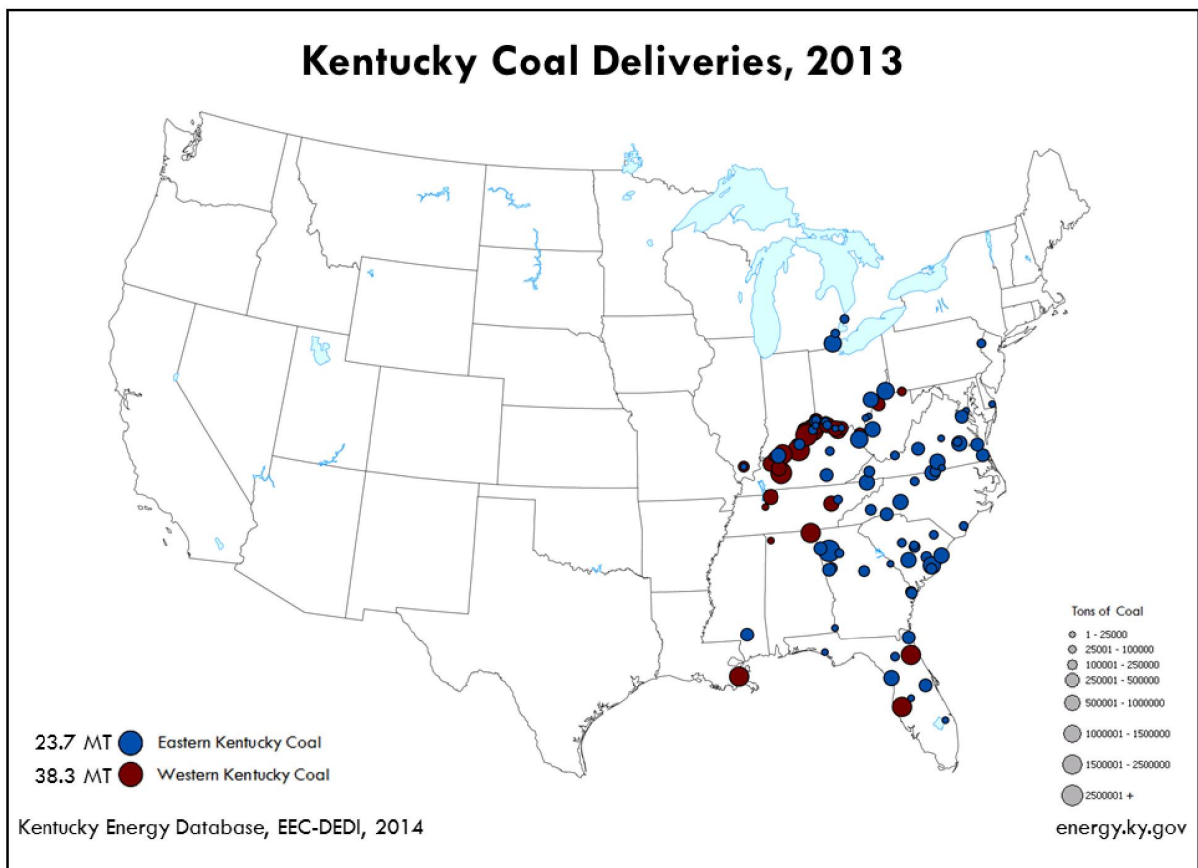 Kentucky Coal Deliveries, 2013
Tons of Coal
1 - 25000
25001 - 100000
100001 - 250000
250001 - 500000
500001 - 1000000
1000001 - 1500000
1500001 - 2500000
2500001 +
23.7 MT Eastern Kentucky Coal
38.3 MT Western Kentucky Coal
Kentucky Energy Database, EEC-DEDI, 2014
energy.ky.gov